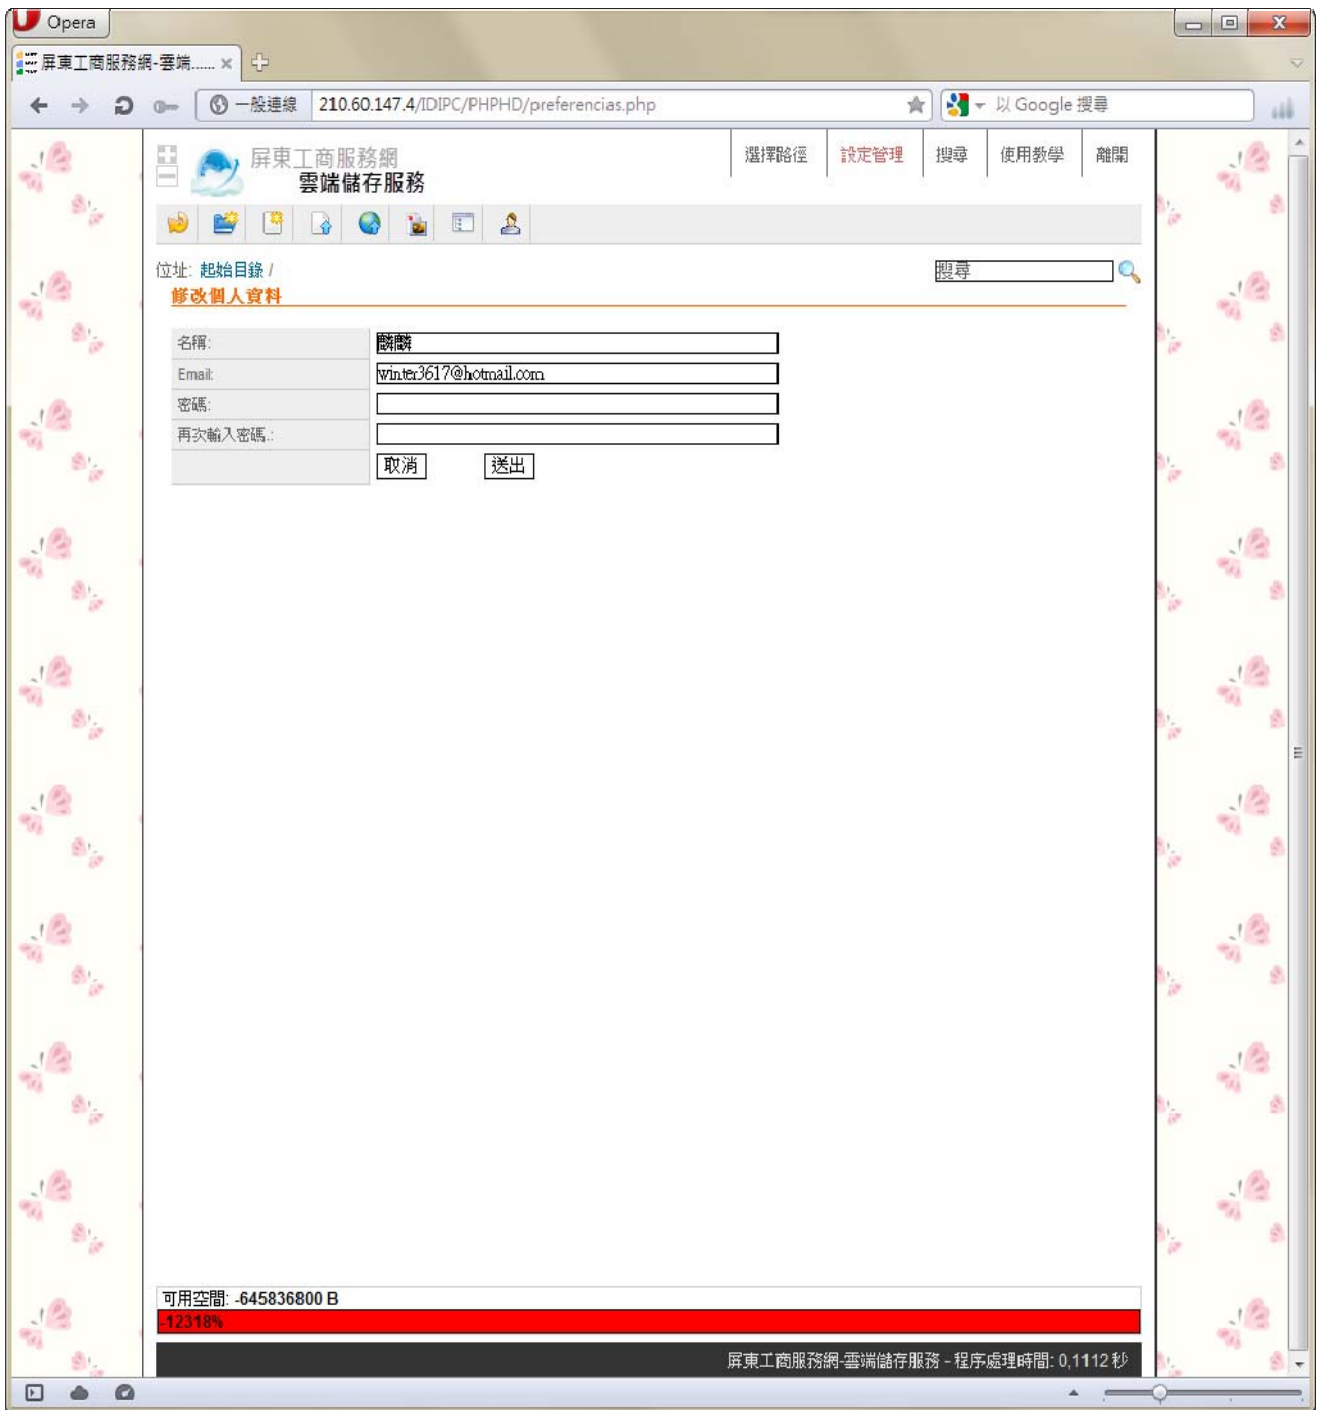 Opera
屏東工商服務網-雲端......
一般連線 210.60.147.4/IDIPC/PHPHD/preferencias.php 以 Google 搜尋
屏東工商服務網
雲端儲存服務
選擇路徑 設定管理 搜尋 使用教學 離開
位址: 起始目錄 / 搜尋
修改個人資料
名稱: 麟麟
Email: winter3617@hotmail.com
密碼:
再次輸入密碼.:
取消 送出
可用空間: -645836800 B
-12318%
屏東工商服務網-雲端儲存服務 - 程序處理時間: 0,1112 秒